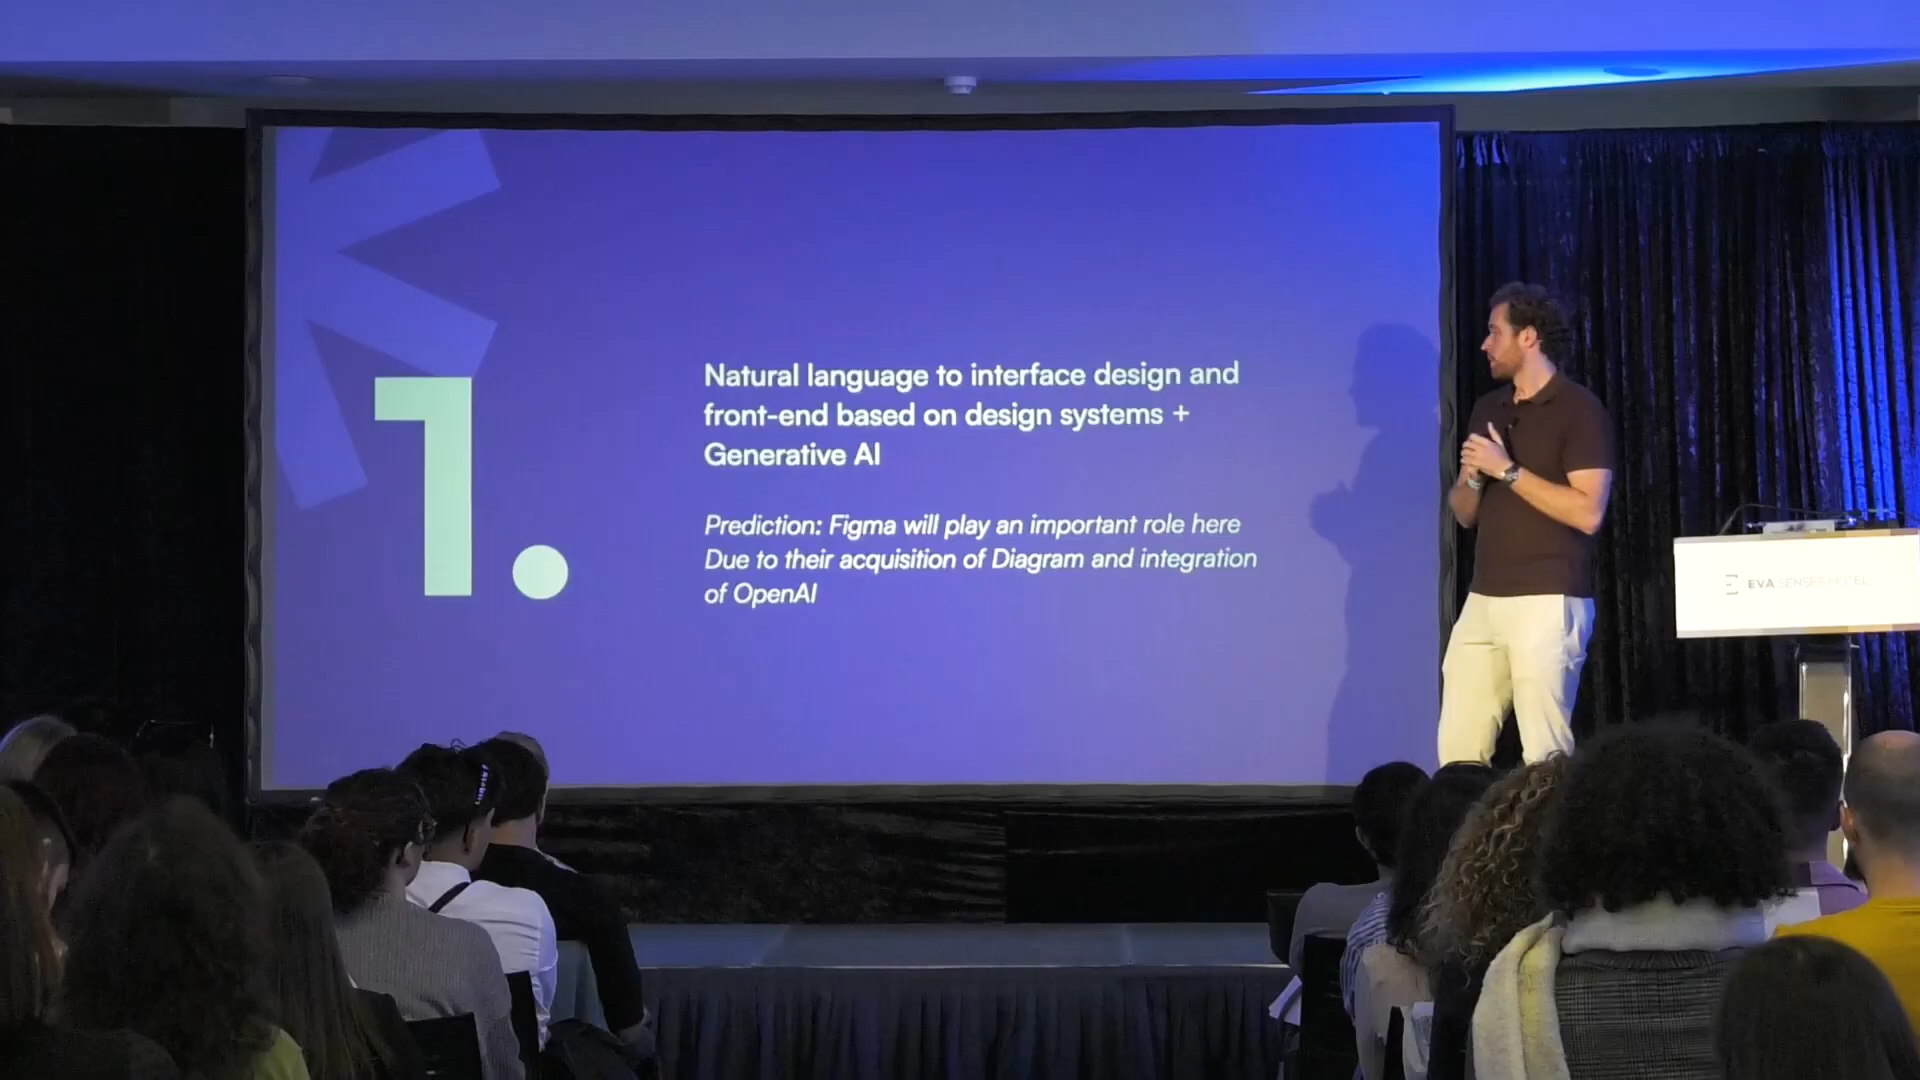 1.
Natural language to interface design and
front-end based on design systems +
Generative AI
Prediction: Figma will play an important role here
Due to their acquisition of Diagram and integration
of OpenAI
EVA SENSES HOTEL